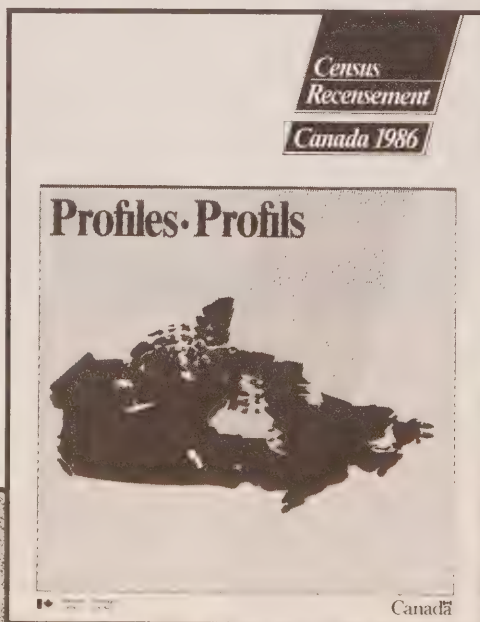 Census
Recensement
Canada 1986
Profiles • Profils
Canada